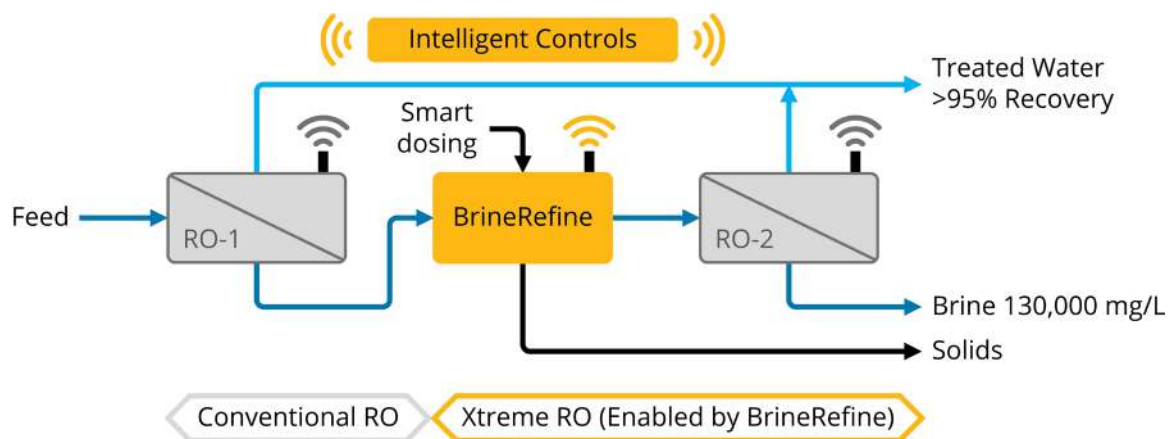 Intelligent Controls
Treated Water
>95% Recovery
Smart
dosing
Feed
RO-1
BrineRefine
RO-2
Brine 130,000 mg/L
Solids
Conventional RO
Xtreme RO (Enabled by BrineRefine)